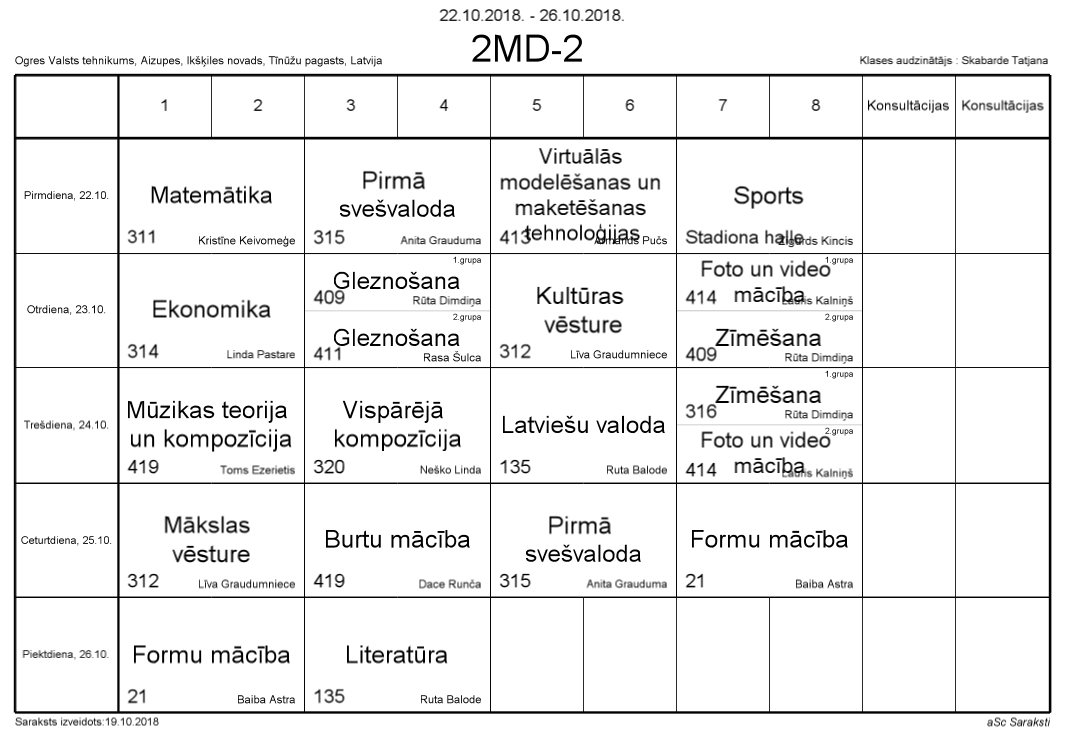 22.10.2018. - 26.10.2018.
2MD-2
Ogres Valsts tehnikums, Aizupes, Ikšķiles novads, Tīnūžu pagasts, Latvija
Klases audzinātājs : Skabarde Tatjana
1 2 3 4 5 6 7 8 Konsultācijas Konsultācijas
Pirmdiena, 22.10.
Matemātika
311 Kristīne Keivomeģe
Pirmā
svešvaloda
315 Anita Grauduma
Virtuālās
modelēšanas un
maketēšanas
tehnoloģijas
413 Pučs
Sports
Stadiona halle Zigurds Kincis
Otrdiena, 23.10.
Ekonomika
314 Linda Pastare
1.grupa
Gleznošana
409 Rūta Dimdiņa
2.grupa
Gleznošana
411 Rasa Šulca
Kultūras
vēsture
312 Līva Graudumniece
1.grupa
Foto un video
mācība
414 Lauris Kalniņš
2.grupa
Zīmēšana
409 Rūta Dimdiņa
Trešdiena, 24.10.
Mūzikas teorija
un kompozīcija
419 Toms Ezerietis
Vispārējā
kompozīcija
320 Neško Linda
Latviešu valoda
135 Ruta Balode
1.grupa
Zīmēšana
316 Rūta Dimdiņa
2.grupa
Foto un video
mācība
414 Lauris Kalniņš
Ceturtdiena, 25.10.
Mākslas
vēsture
312 Līva Graudumniece
Burtu mācība
419 Dace Runča
Pirmā
svešvaloda
315 Anita Grauduma
Formu mācība
21 Baiba Astra
Piektdiena, 26.10.
Formu mācība
21 Baiba Astra
Literatūra
135 Ruta Balode
Saraksts izveidots:19.10.2018
aSc Saraksti